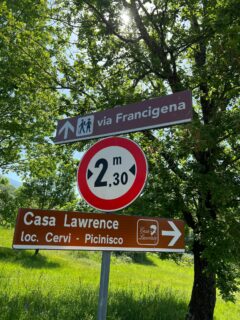 via Francigena
2 m
,30
Casa Lawrence
loc. Cervi - Picinisco